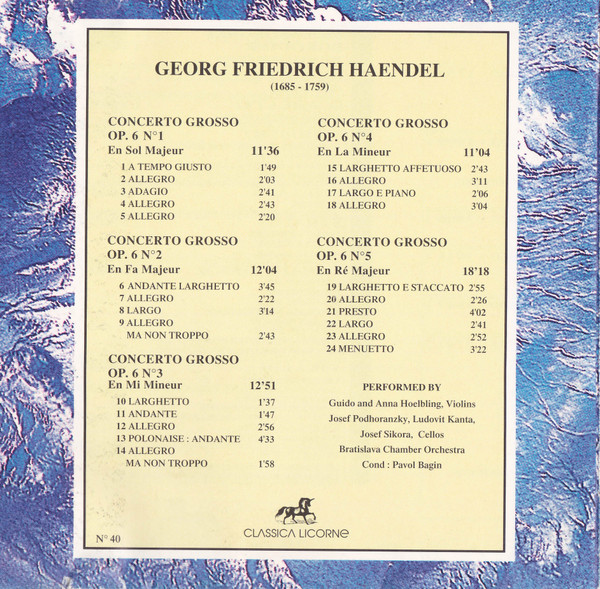 GEORG FRIEDRICH HAENDEL
(1685 - 1759)
CONCERTO GROSSO
OP. 6 N°1
En Sol Majeur 11'36
1 A TEMPO GIUSTO 1'49
2 ALLEGRO 2'03
3 ADAGIO 2'41
4 ALLEGRO 2'43
5 ALLEGRO 2'20
CONCERTO GROSSO
OP. 6 N°2
En Fa Majeur 12'04
6 ANDANTE LARGHETTO 3'45
7 ALLEGRO 2'22
8 LARGO 3'14
9 ALLEGRO
MA NON TROPPO 2'43
CONCERTO GROSSO
OP. 6 N°3
En Mi Mineur 12'51
10 LARGHETTO 1'37
11 ANDANTE 1'47
12 ALLEGRO 2'56
13 POLONAISE : ANDANTE 4'33
14 ALLEGRO
MA NON TROPPO 1'58
CONCERTO GROSSO
OP. 6 N°4
En La Mineur 11'04
15 LARGHETTO AFFETUOSO 2'43
16 ALLEGRO 3'11
17 LARGO E PIANO 2'06
18 ALLEGRO 3'04
CONCERTO GROSSO
OP. 6 N°5
En Ré Majeur 18'18
19 LARGHETTO E STACCATO 2'55
20 ALLEGRO 2'26
21 PRESTO 4'02
22 LARGO 2'41
23 ALLEGRO 2'52
24 MENUETTO 3'22
PERFORMED BY
Guido and Anna Hoelbling, Violins
Josef Podhoranzky, Ludovit Kanta,
Josef Sikora, Cellos
Bratislava Chamber Orchestra
Cond : Pavol Bagin
CLASSICA LICORNE
N° 40